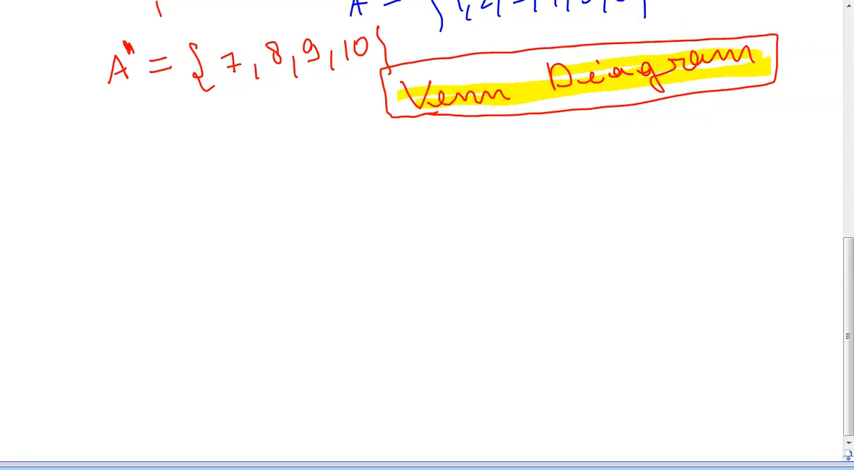 A =
A" = {7, 8, 9, 10}
Venn Diagram